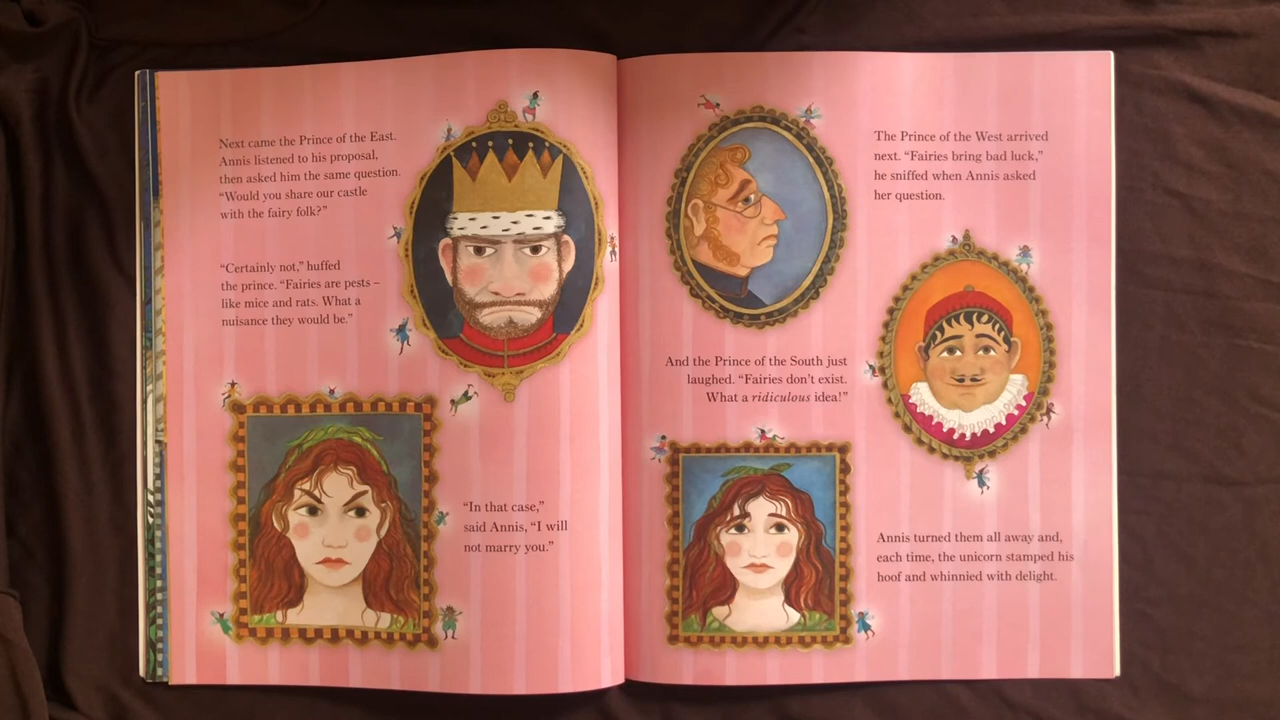 Next came the Prince of the East.
Annis listened to his proposal,
then asked him the same question.
“Would you share our castle
with the fairy folk?”
“Certainly not,” huffed
the prince. “Fairies are pests –
like mice and rats. What a
nuisance they would be.”
“In that case,”
said Annis, “I will
not marry you.”
The Prince of the West arrived
next. “Fairies bring bad luck,”
he sniffed when Annis asked
her question.
And the Prince of the South just
laughed. “Fairies don’t exist.
What a ridiculous idea!”
Annis turned them all away and,
each time, the unicorn stamped his
hoof and whinnied with delight.